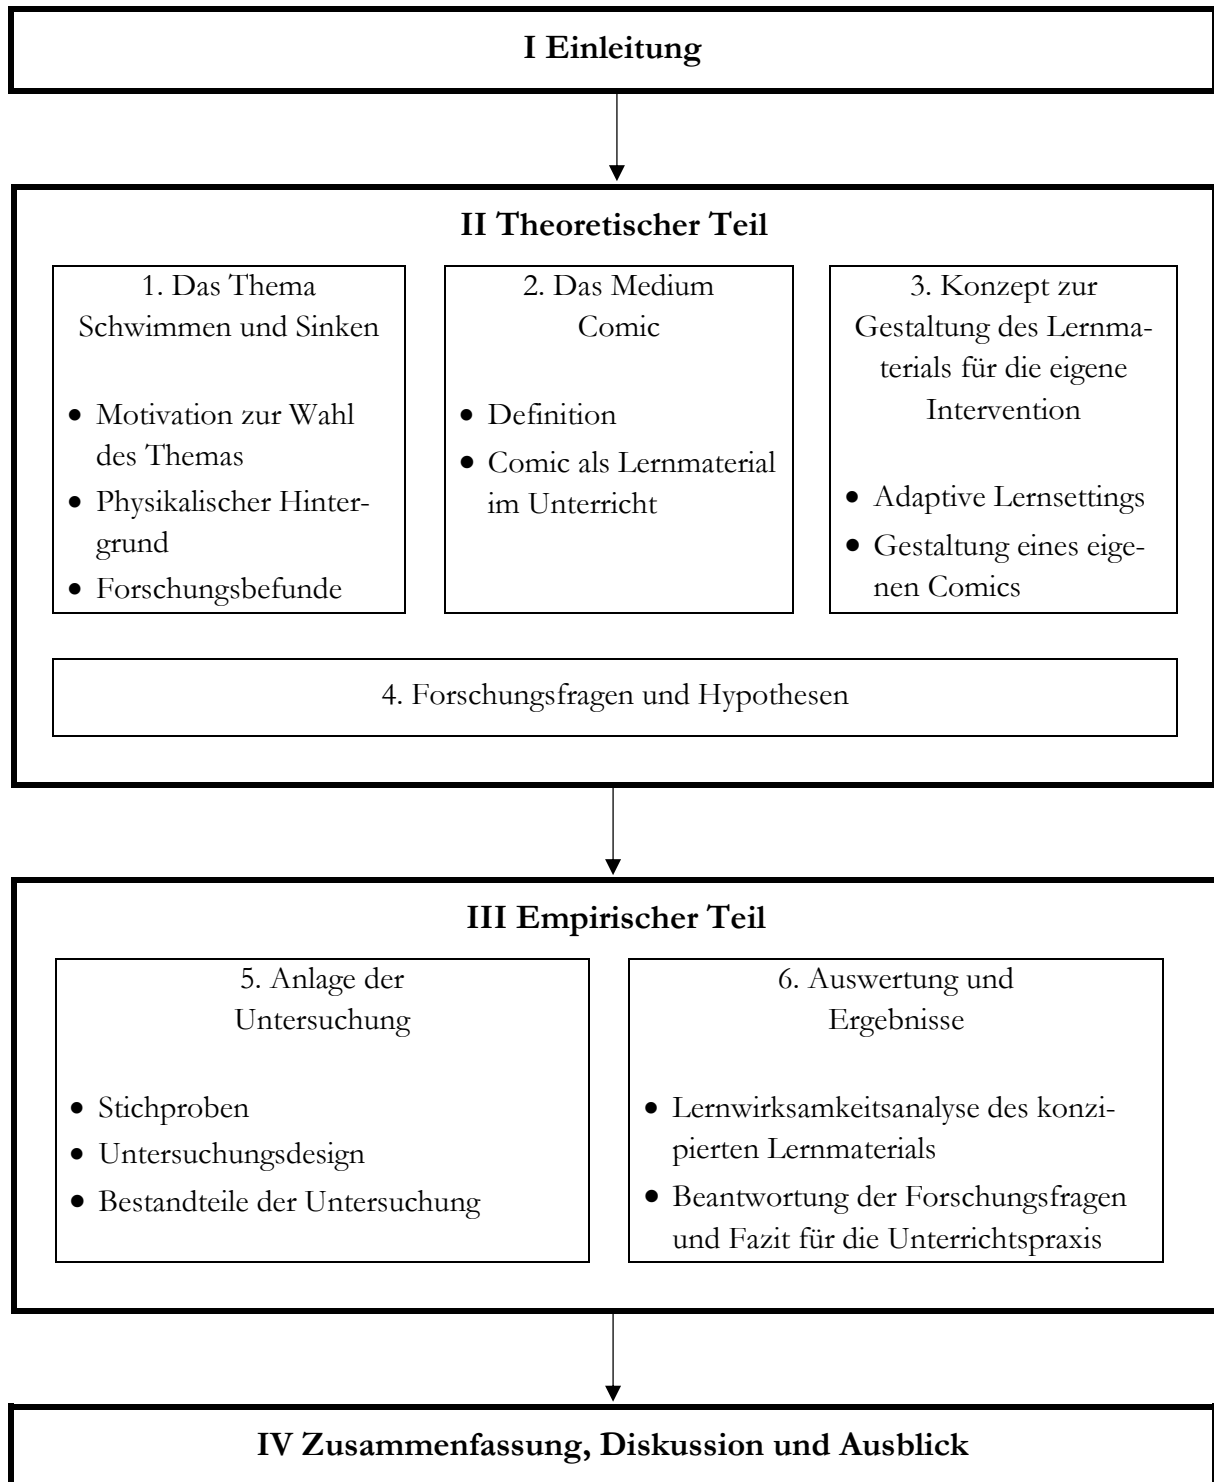 I Einleitung
II Theoretischer Teil
1. Das Thema
Schwimmen und Sinken
• Motivation zur Wahl
des Themas
• Physikalischer Hinter-
grund
• Forschungsbefunde
2. Das Medium
Comic
• Definition
• Comic als Lernmaterial
im Unterricht
3. Konzept zur
Gestaltung des Lernma-
terials für die eigene
Intervention
• Adaptive Lernsettings
• Gestaltung eines eige-
nen Comics
4. Forschungsfragen und Hypothesen
III Empirischer Teil
5. Anlage der
Untersuchung
• Stichproben
• Untersuchungsdesign
• Bestandteile der Untersuchung
6. Auswertung und
Ergebnisse
• Lernwirksamkeitsanalyse des konzi-
pierten Lernmaterials
• Beantwortung der Forschungsfragen
und Fazit für die Unterrichtspraxis
IV Zusammenfassung, Diskussion und Ausblick